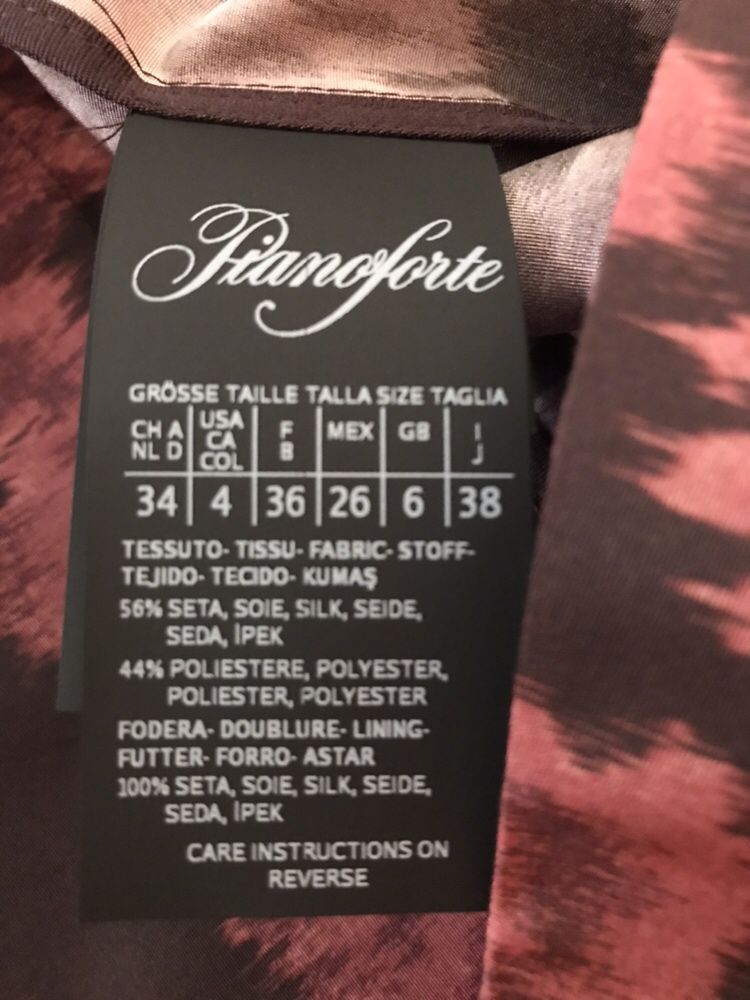 Pianoforte
GRÖSSE TAILLE TALLA SIZE TAGLIA
CH A NL D | USA CA COL | F B | MEX | GB | I J
34 | 4 | 36 | 26 | 6 | 38
TESSUTO- TISSU- FABRIC- STOFF-
TEJIDO- TECIDO- KUMAŞ
56% SETA, SOIE, SILK, SEIDE,
SEDA, İPEK
44% POLIESTERE, POLYESTER,
POLIESTER, POLYESTER
FODERA- DOUBLURE- LINING-
FUTTER- FORRO- ASTAR
100% SETA, SOIE, SILK, SEIDE,
SEDA, İPEK
CARE INSTRUCTIONS ON
REVERSE